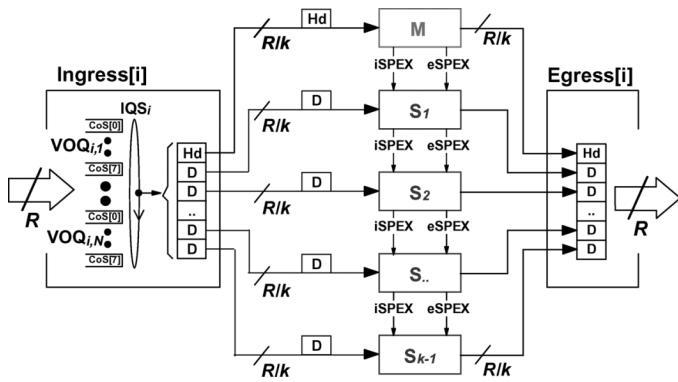 Hd
M
R/k
R/k
iSPEX
eSPEX
Ingress[i]
Egress[i]
IQSi
D
S1
CoS[0]
R/k
VOQi,1
iSPEX
eSPEX
Hd
Hd
CoS[7]
D
D
D
S2
D
D
R
..
R/k
..
R
CoS[0]
iSPEX
eSPEX
VOQi,N
D
D
CoS[7]
D
D
S..
D
R/k
iSPEX
eSPEX
D
Sk-1
R/k
R/k